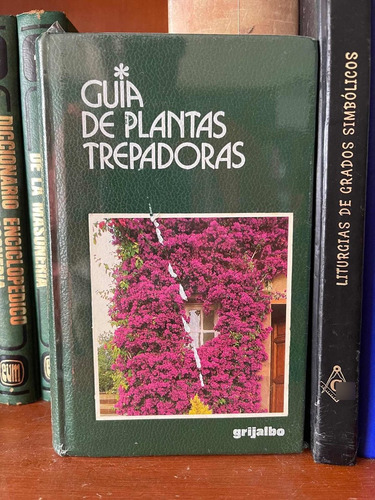 GUIA
DE PLANTAS
TREPADORAS
grijalbo
DICCIONARIO ENCICLOPEDICO
DE LA MASONERIA
LITURGIAS DE GRADOS SIMBÓLICOS